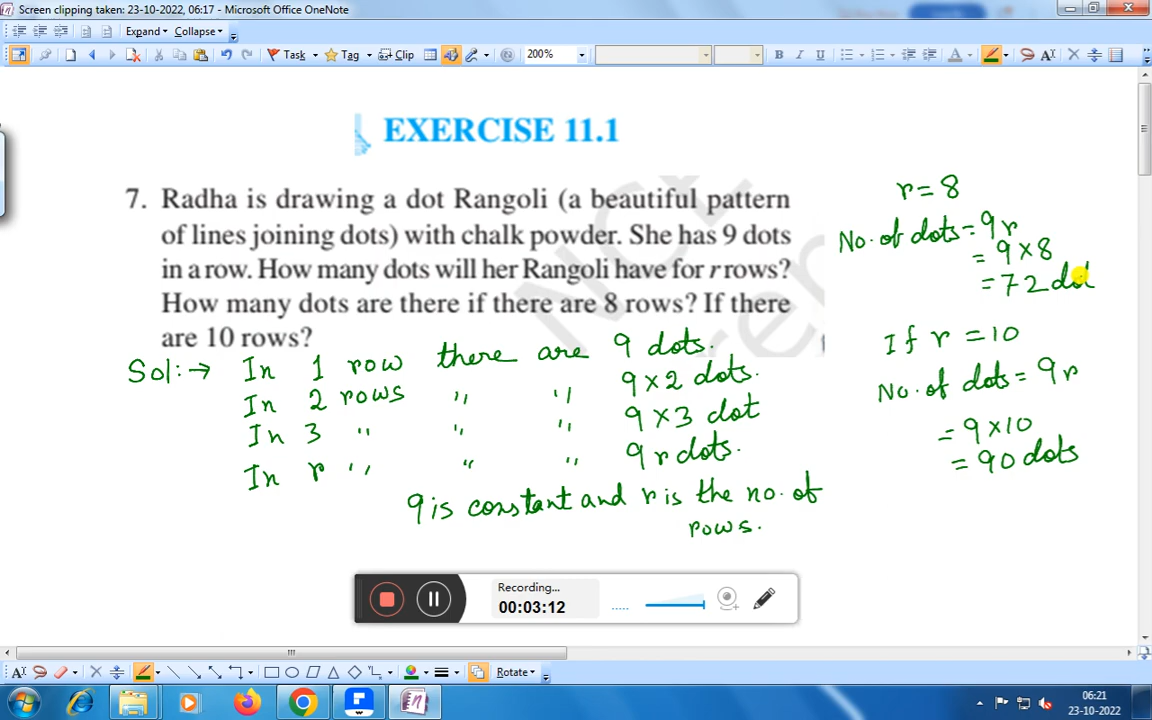 Screen clipping taken: 23-10-2022, 06:17 - Microsoft Office OneNote
Expand Collapse
Task Tag Clip 200% B I U A
EXERCISE 11.1
7. Radha is drawing a dot Rangoli (a beautiful pattern
of lines joining dots) with chalk powder. She has 9 dots
in a row. How many dots will her Rangoli have for r rows?
How many dots are there if there are 8 rows? If there
are 10 rows?
Sol:→ In 1 row there are 9 dots.
In 2 rows " " 9 × 2 dots.
In 3 " " " 9 × 3 dot
In r " " " 9 r dots.
9 is constant and r is the no. of
rows.
r = 8
No. of dots = 9 r
= 9 × 8
= 72 dot
If r = 10
No. of dots = 9 r
= 9 × 10
= 90 dots
Recording...
00:03:12
Rotate
06:21
23-10-2022